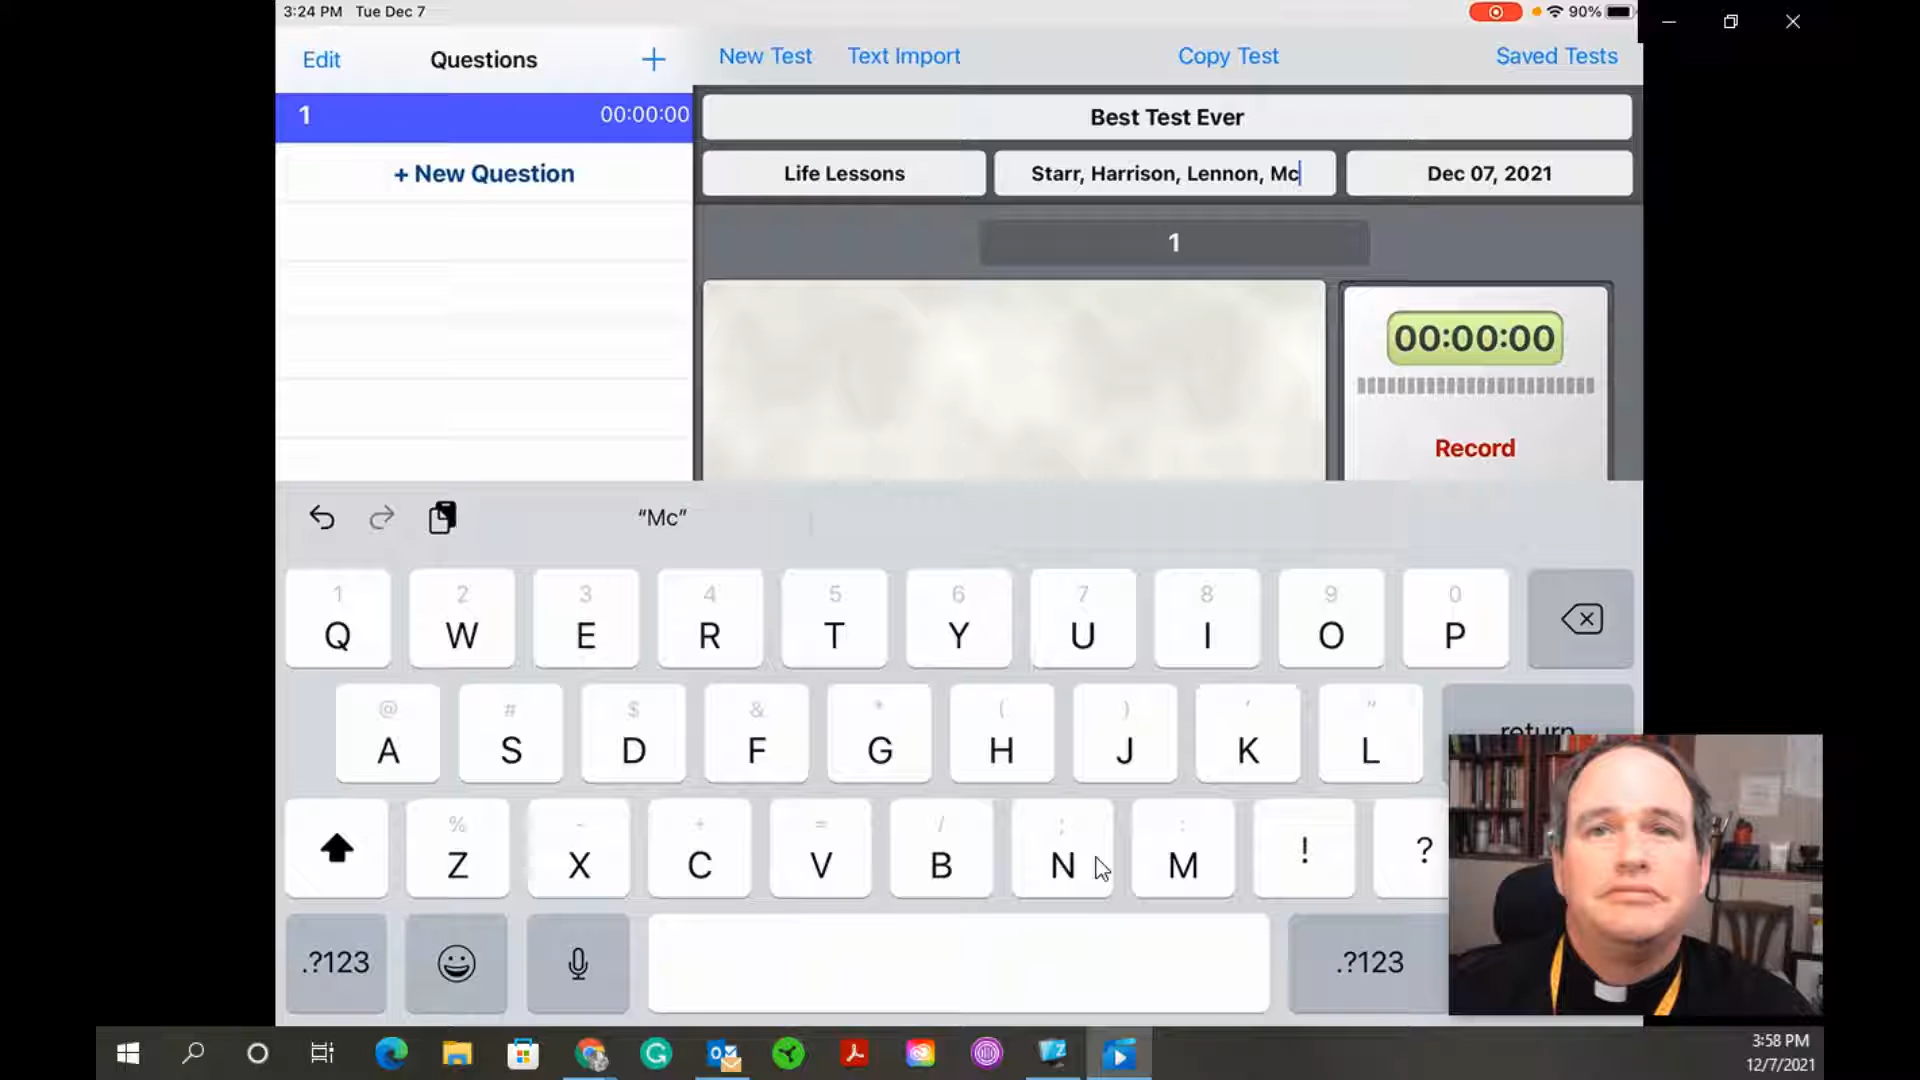 3:24 PM Tue Dec 7
90%
Edit Questions +
New Test Text Import Copy Test Saved Tests
1 00:00:00
Best Test Ever
+ New Question
Life Lessons Starr, Harrison, Lennon, Mc Dec 07, 2021
1
00:00:00
Record
“Mc”
1 2 3 4 5 6 7 8 9 0
Q W E R T Y U I O P
@ # $ & * ( ) ' "
A S D F G H J K L return
% - + = / ; :
Z X C V B N M ! ?
.?123 .?123
3:58 PM
12/7/2021